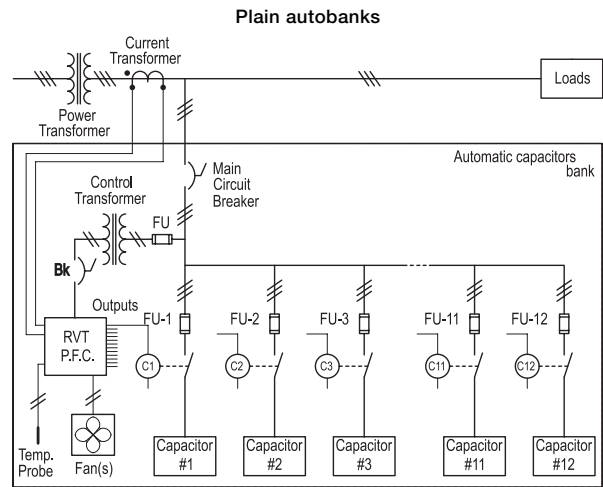 Plain autobanks
Current
Transformer
Power
Transformer
Loads
Automatic capacitors
bank
Main
Circuit
Breaker
Control
Transformer
FU
Bk
Outputs
RVT
P.F.C.
FU-1
FU-2
FU-3
FU-11
FU-12
C1
C2
C3
C11
C12
Temp.
Probe
Fan(s)
Capacitor
#1
Capacitor
#2
Capacitor
#3
Capacitor
#11
Capacitor
#12